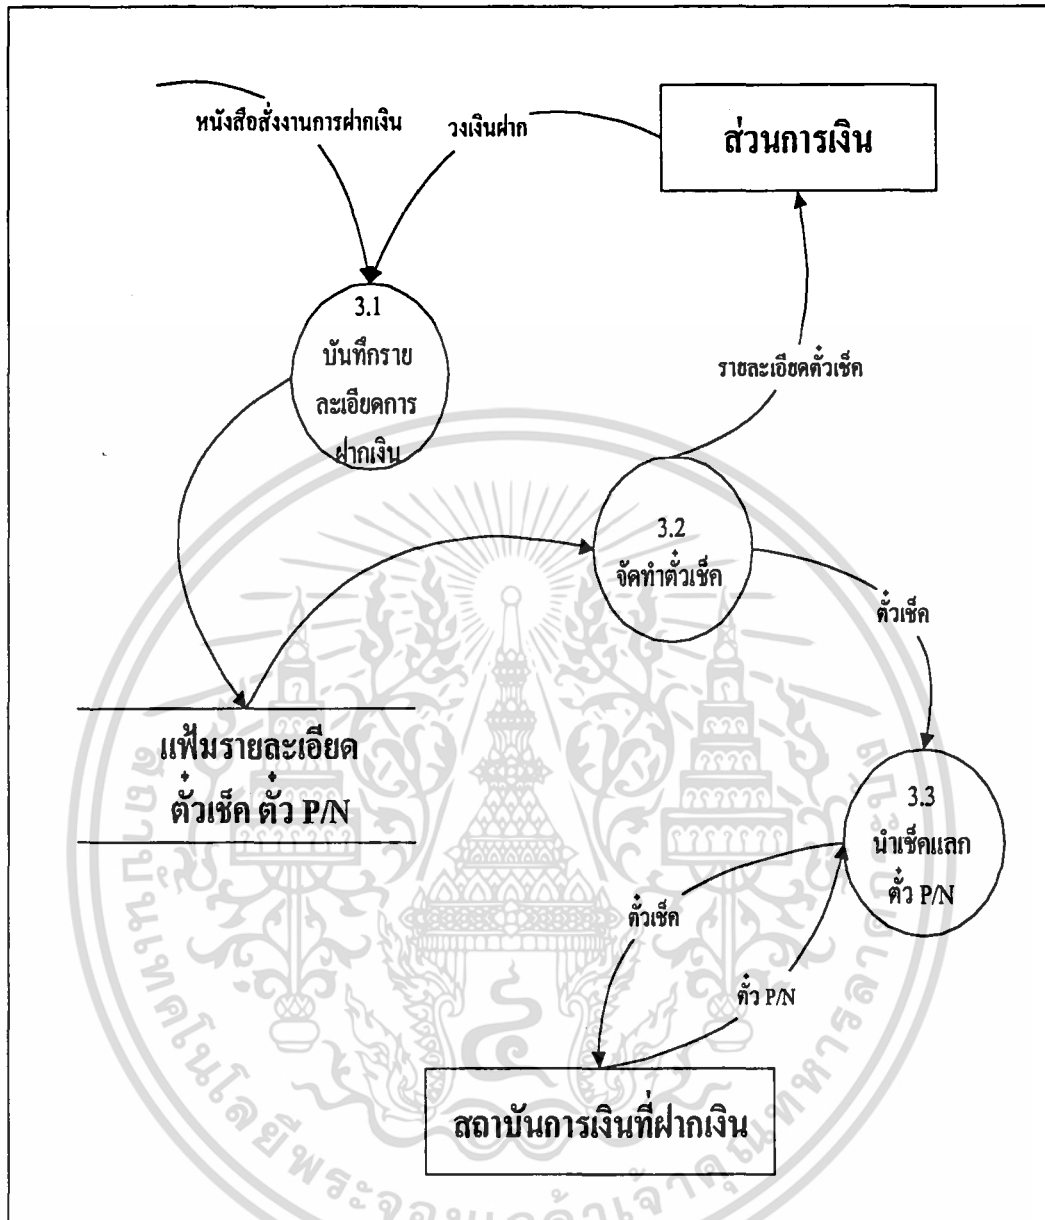 หนังสือสั่งงานการฝากเงิน
วงเงินฝาก
ส่วนการเงิน
3.1
บันทึกราย
ละเอียดการ
ฝากเงิน
รายละเอียดตั๋วเช็ค
3.2
จัดทำตั๋วเช็ค
ตั๋วเช็ค
แฟ้มรายละเอียด
ตั๋วเช็ค ตั๋ว P/N
3.3
นำเช็คแลก
ตั๋ว P/N
ตั๋วเช็ค
ตั๋ว P/N
สถาบันการเงินที่ฝากเงิน